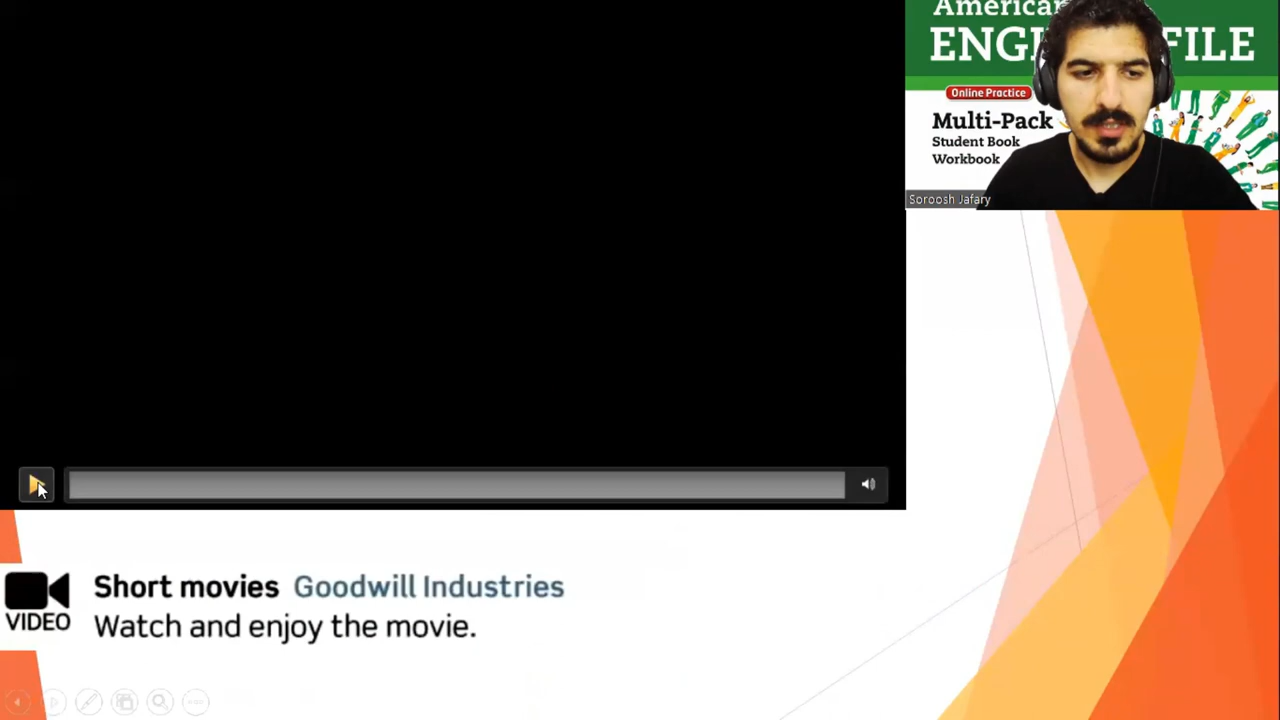 American
ENG FILE
Online Practice
Multi-Pack
Student Book
Workbook
Soroosh Jafary
Short movies Goodwill Industries
VIDEO
Watch and enjoy the movie.